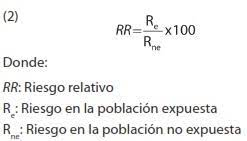 (2)
RR= Re/Rne x100
Donde:
RR: Riesgo relativo
Re: Riesgo en la población expuesta
Rne: Riesgo en la población no expuesta